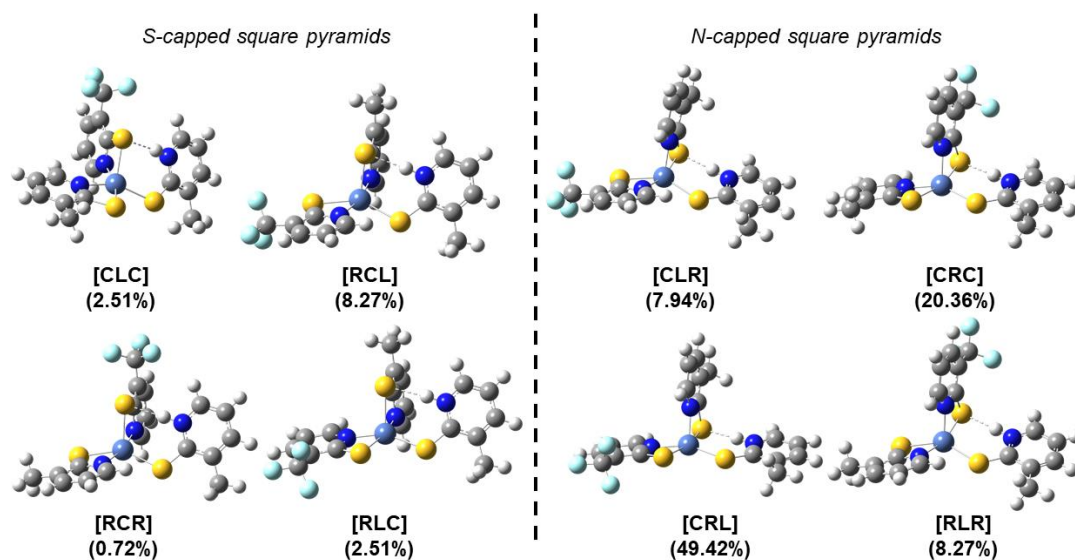 S-capped square pyramids
[CLC]
(2.51%)
[RCL]
(8.27%)
[RCR]
(0.72%)
[RLC]
(2.51%)
N-capped square pyramids
[CLR]
(7.94%)
[CRC]
(20.36%)
[CRL]
(49.42%)
[RLR]
(8.27%)